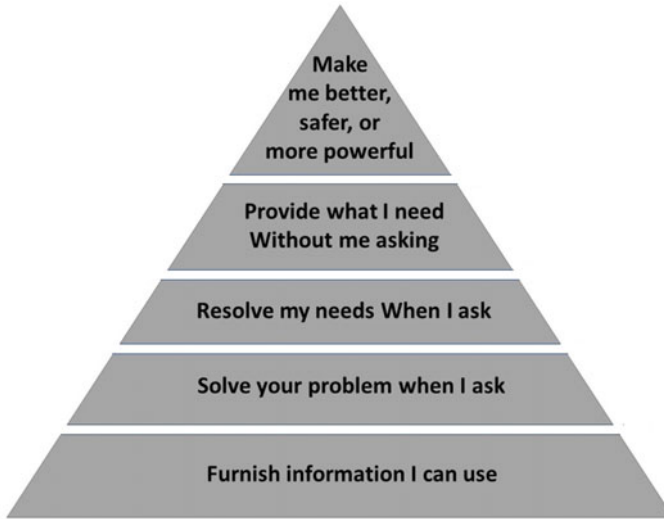 Make
me better,
safer, or
more powerful
Provide what I need
Without me asking
Resolve my needs When I ask
Solve your problem when I ask
Furnish information I can use